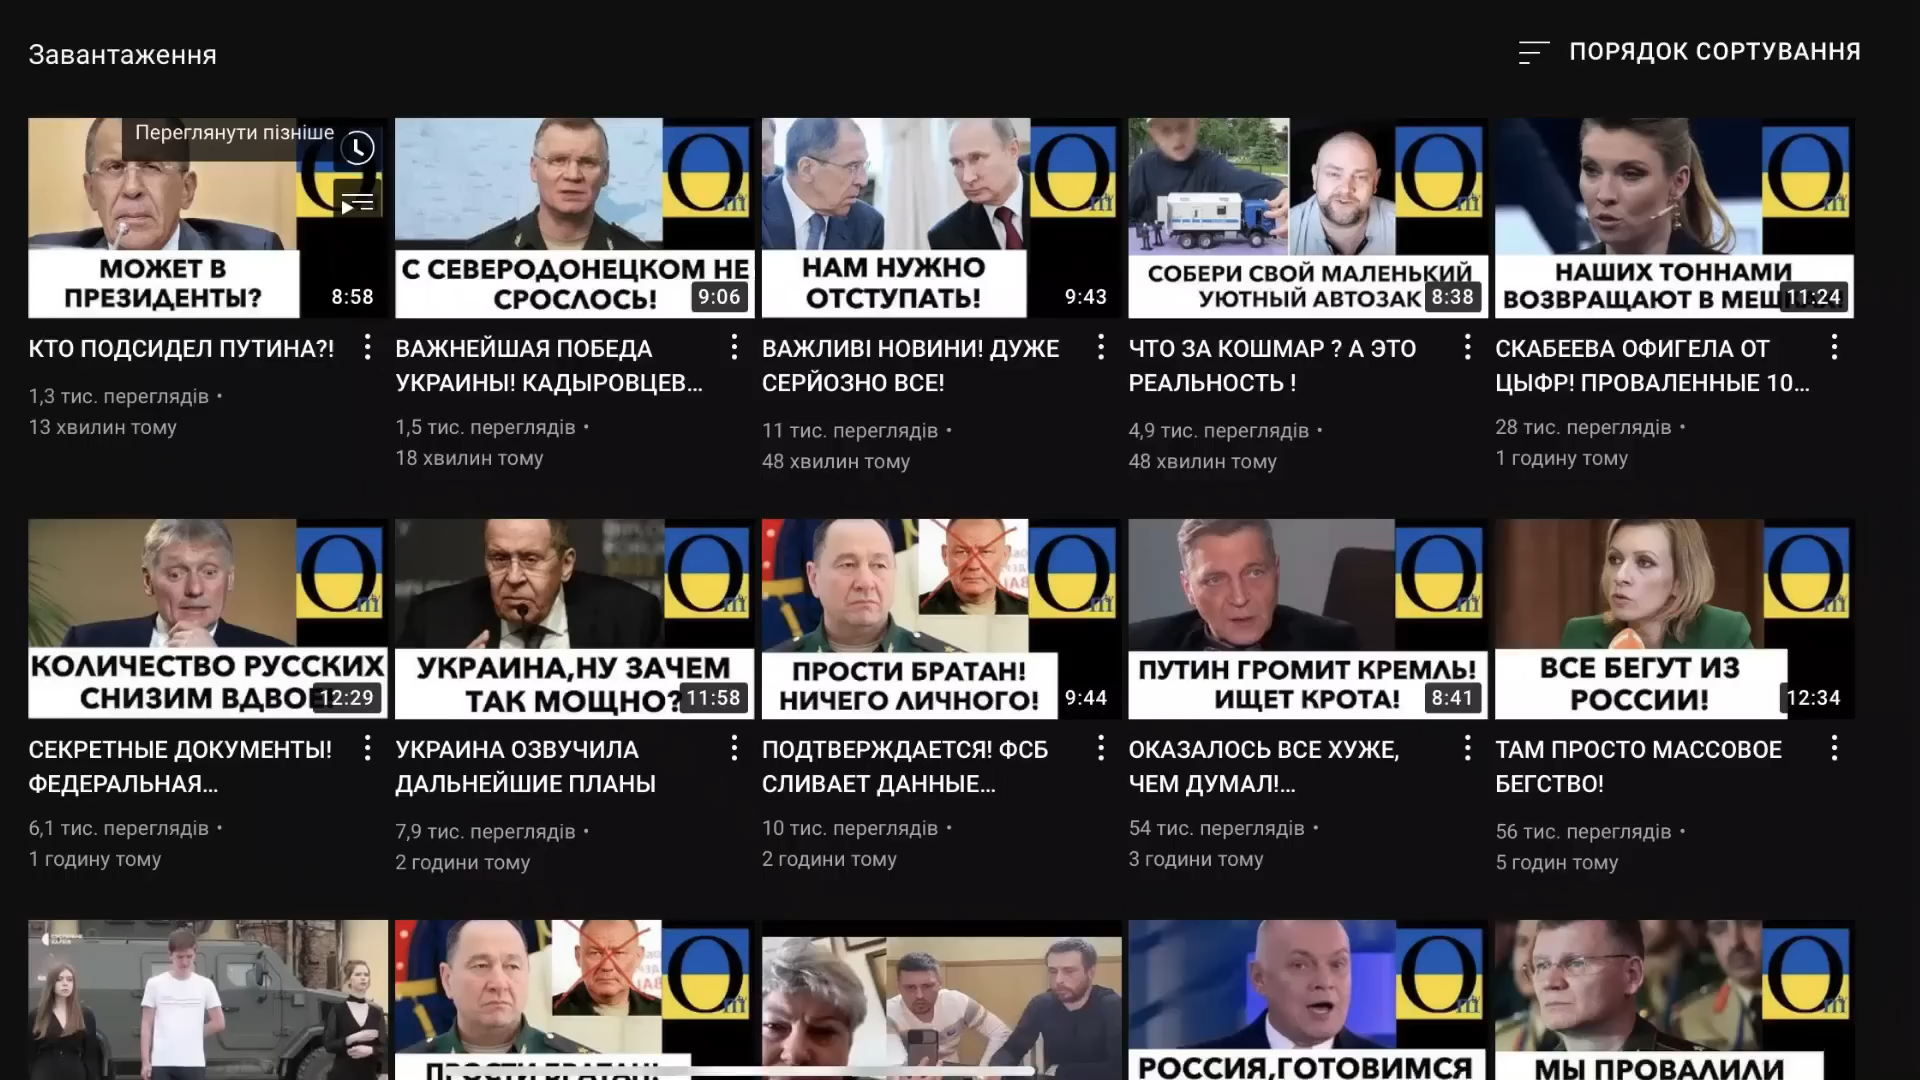 Завантаження
ПОРЯДОК СОРТУВАННЯ
Переглянути пізніше
МОЖЕТ В
ПРЕЗИДЕНТЫ?
8:58
С СЕВЕРОДОНЕЦКОМ НЕ
СРОСЛОСЬ!
9:06
НАМ НУЖНО
ОТСТУПАТЬ!
9:43
СОБЕРИ СВОЙ МАЛЕНЬКИЙ
УЮТНЫЙ АВТОЗАК
8:38
НАШИХ ТОННАМИ
ВОЗВРАЩАЮТ В
11:24
КТО ПОДСИДЕЛ ПУТИНА?!
1,3 тис. переглядів •
13 хвилин тому
ВАЖНЕЙШАЯ ПОБЕДА
УКРАИНЫ! КАДЫРОВЦЕВ...
1,5 тис. переглядів •
18 хвилин тому
ВАЖЛИВІ НОВИНИ! ДУЖЕ
СЕРЙОЗНО ВСЕ!
11 тис. переглядів •
48 хвилин тому
ЧТО ЗА КОШМАР ? А ЭТО
РЕАЛЬНОСТЬ !
4,9 тис. переглядів •
48 хвилин тому
СКАБЕЕВА ОФИГЕЛА ОТ
ЦЫФР! ПРОВАЛЕННЫЕ 10...
28 тис. переглядів •
1 годину тому
КОЛИЧЕСТВО РУССКИХ
СНИЗИМ ВДВОЕ
12:29
УКРАИНА,НУ ЗАЧЕМ
ТАК МОЩНО?
11:58
ПРОСТИ БРАТАН!
НИЧЕГО ЛИЧНОГО!
9:44
ПУТИН ГРОМИТ КРЕМЛЬ!
ИЩЕТ КРОТА!
8:41
ВСЕ БЕГУТ ИЗ
РОССИИ!
12:34
СЕКРЕТНЫЕ ДОКУМЕНТЫ!
ФЕДЕРАЛЬНАЯ...
6,1 тис. переглядів •
1 годину тому
УКРАИНА ОЗВУЧИЛА
ДАЛЬНЕЙШИЕ ПЛАНЫ
7,9 тис. переглядів •
2 години тому
ПОДТВЕРЖДАЕТСЯ! ФСБ
СЛИВАЕТ ДАННЫЕ...
10 тис. переглядів •
2 години тому
ОКАЗАЛОСЬ ВСЕ ХУЖЕ,
ЧЕМ ДУМАЛ!...
54 тис. переглядів •
3 години тому
ТАМ ПРОСТО МАССОВОЕ
БЕГСТВО!
56 тис. переглядів •
5 годин тому
ПРОСТИ БРАТАН!
РОССИЯ,ГОТОВИМСЯ
МЫ ПРОВАЛИЛИ